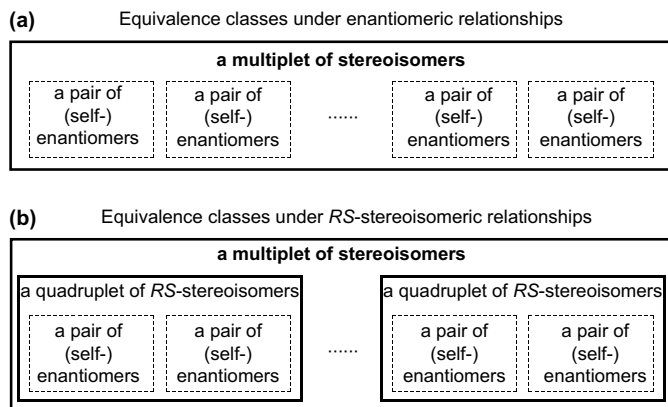 (a) Equivalence classes under enantiomeric relationships
a multiplet of stereoisomers
a pair of
(self-)
enantiomers
a pair of
(self-)
enantiomers
......
a pair of
(self-)
enantiomers
a pair of
(self-)
enantiomers
(b) Equivalence classes under RS-stereoisomeric relationships
a multiplet of stereoisomers
a quadruplet of RS-stereoisomers
a pair of
(self-)
enantiomers
a pair of
(self-)
enantiomers
......
a quadruplet of RS-stereoisomers
a pair of
(self-)
enantiomers
a pair of
(self-)
enantiomers